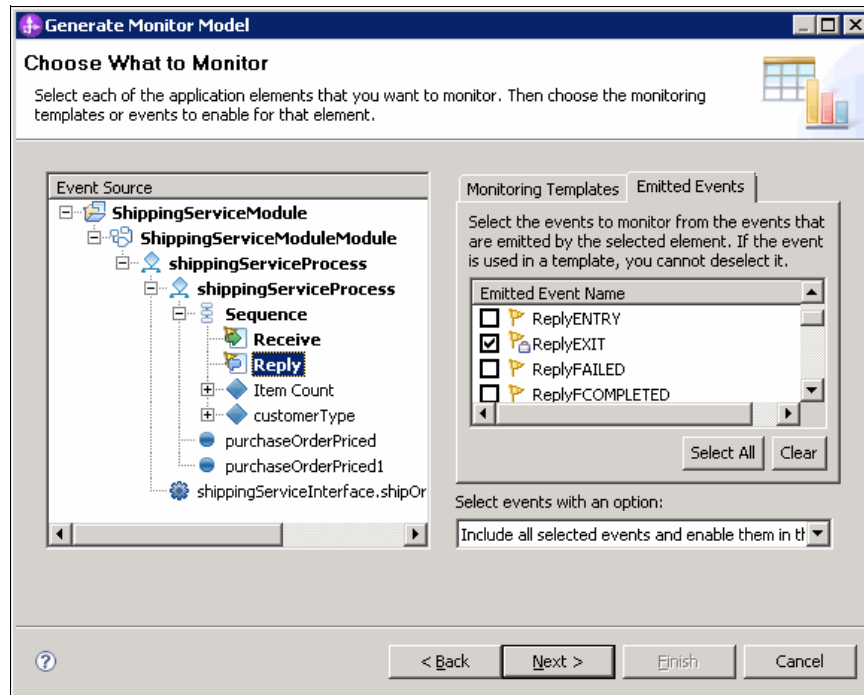 Generate Monitor Model
Choose What to Monitor
Select each of the application elements that you want to monitor. Then choose the monitoring
templates or events to enable for that element.
Event Source
ShippingServiceModule
ShippingServiceModuleModule
shippingServiceProcess
shippingServiceProcess
Sequence
Receive
Reply
Item Count
customerType
purchaseOrderPriced
purchaseOrderPriced1
shippingServiceInterface.shipOr
Monitoring Templates
Emitted Events
Select the events to monitor from the events that
are emitted by the selected element. If the event
is used in a template, you cannot deselect it.
Emitted Event Name
ReplyENTRY
ReplyEXIT
ReplyFAILED
ReplyFCOMPLETED
Select All
Clear
Select events with an option:
Include all selected events and enable them in th
?
< Back
Next >
Finish
Cancel